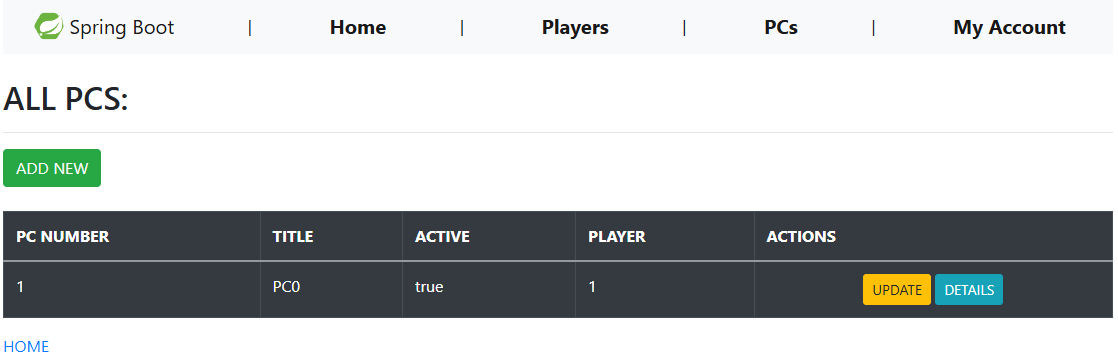 Spring Boot | Home | Players | PCs | My Account
ALL PCS:
ADD NEW
PC NUMBER TITLE ACTIVE PLAYER ACTIONS
1 PC0 true 1 UPDATE DETAILS
HOME